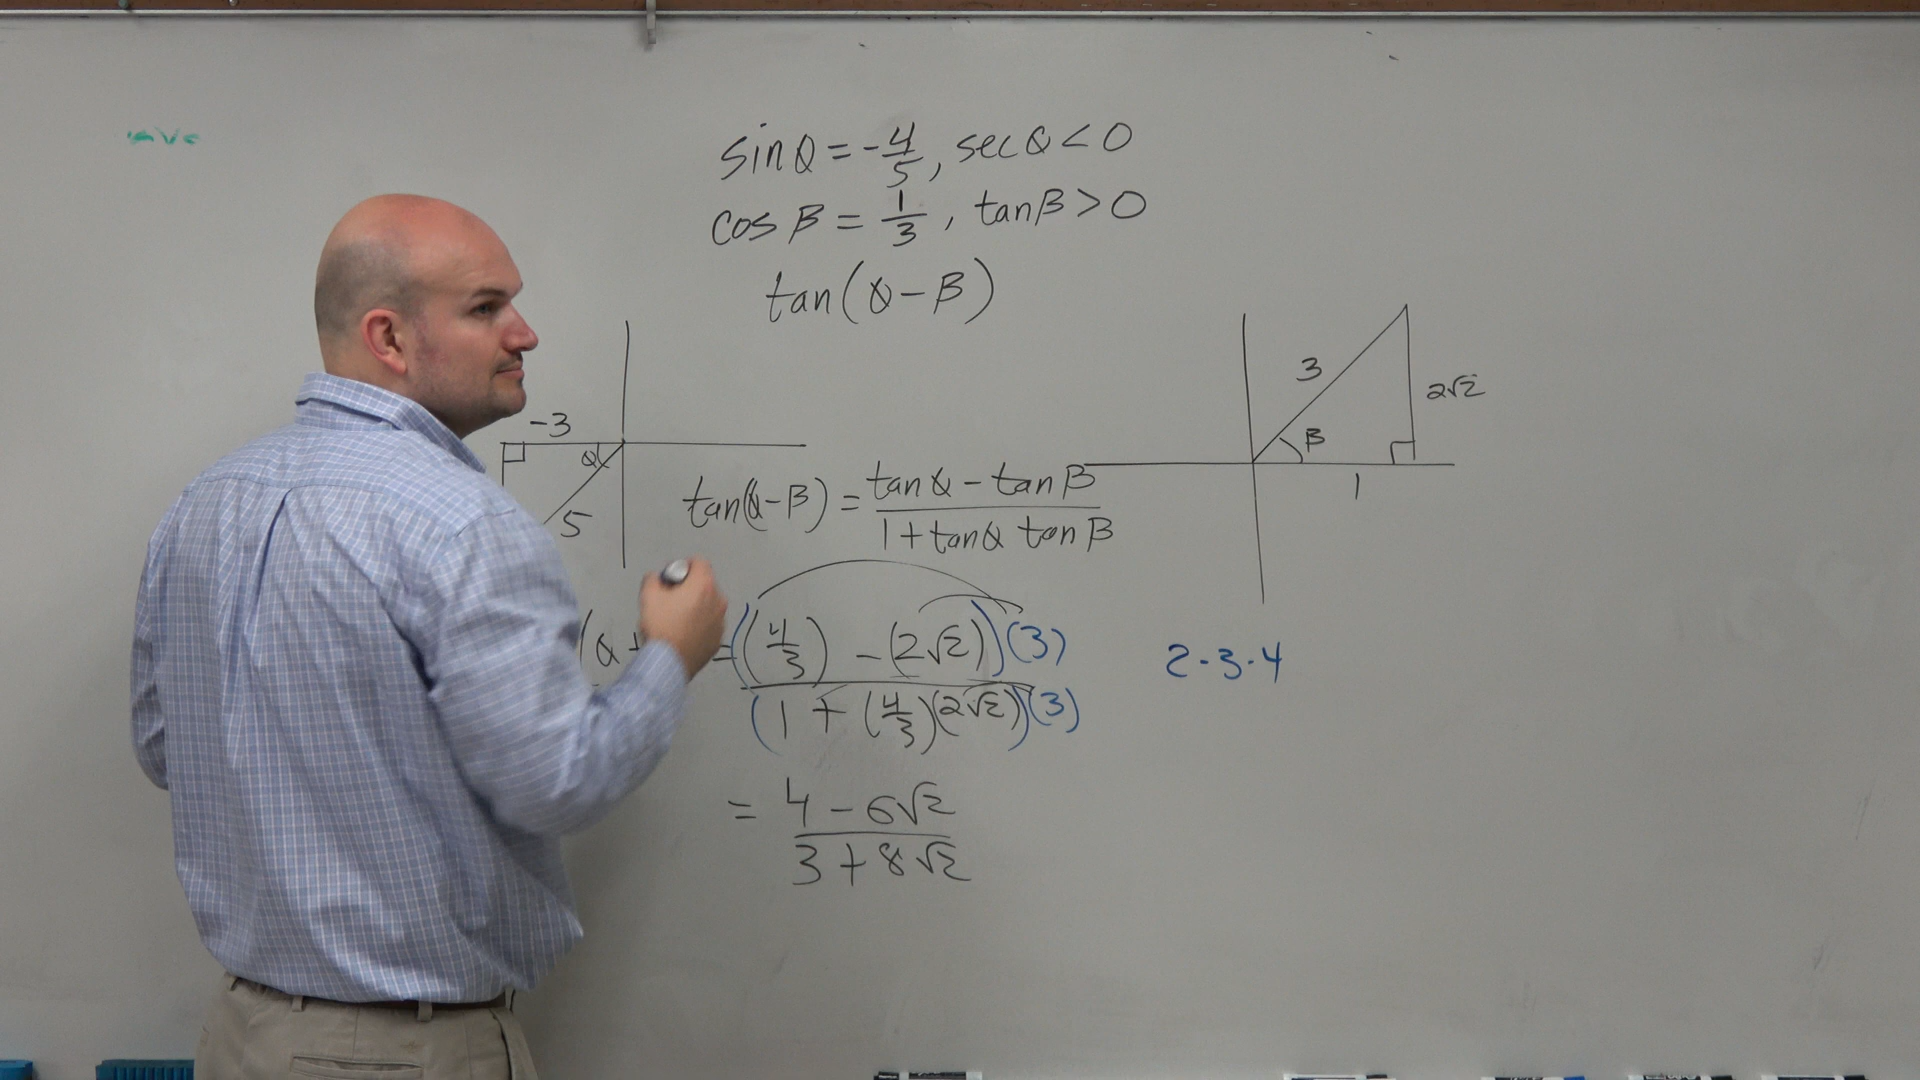 sin α = -4/5, sec α < 0
cos β = 1/3, tan β > 0
tan(α - β)
-3
α
5
3
2√2
β
1
tan(α - β) = (tan α - tan β)/(1 + tan α tan β)
(α + = ((4/3) - (2√2))(3)/(1 + (4/3)(2√2))(3)
2·3·4
= (4 - 6√2)/(3 + 8√2)